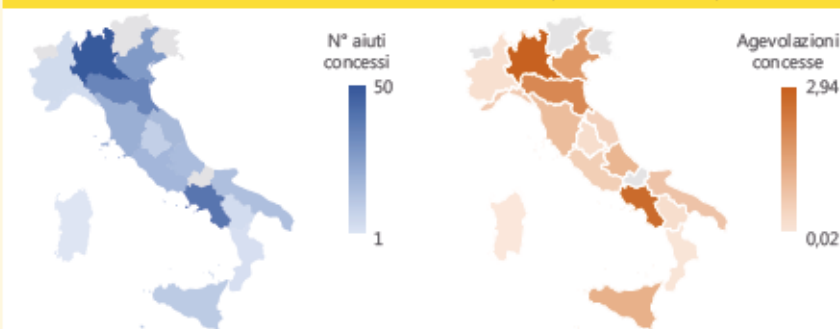 N° aiuti
concessi
50
1
Agevolazioni
concesse
2,94
0,02